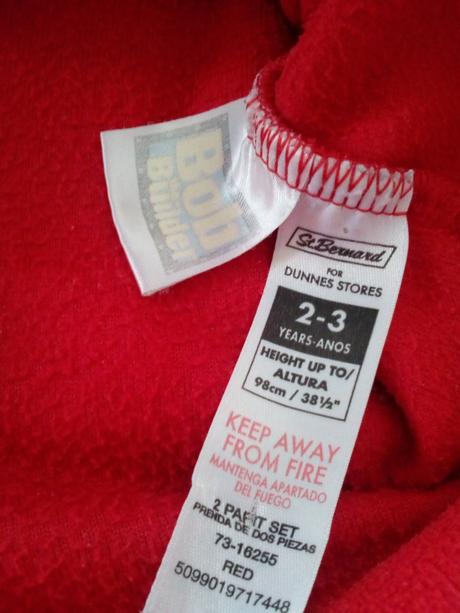 Bob
THE
Builder
St.Bernard
FOR
DUNNES STORES
2-3
YEARS-ANOS
HEIGHT UP TO/
ALTURA
98cm / 38½"
KEEP AWAY
FROM FIRE
MANTENGA APARTADO
DEL FUEGO
2 PART SET
PRENDA DE DOS PIEZAS
73-16255
RED
5099019717448